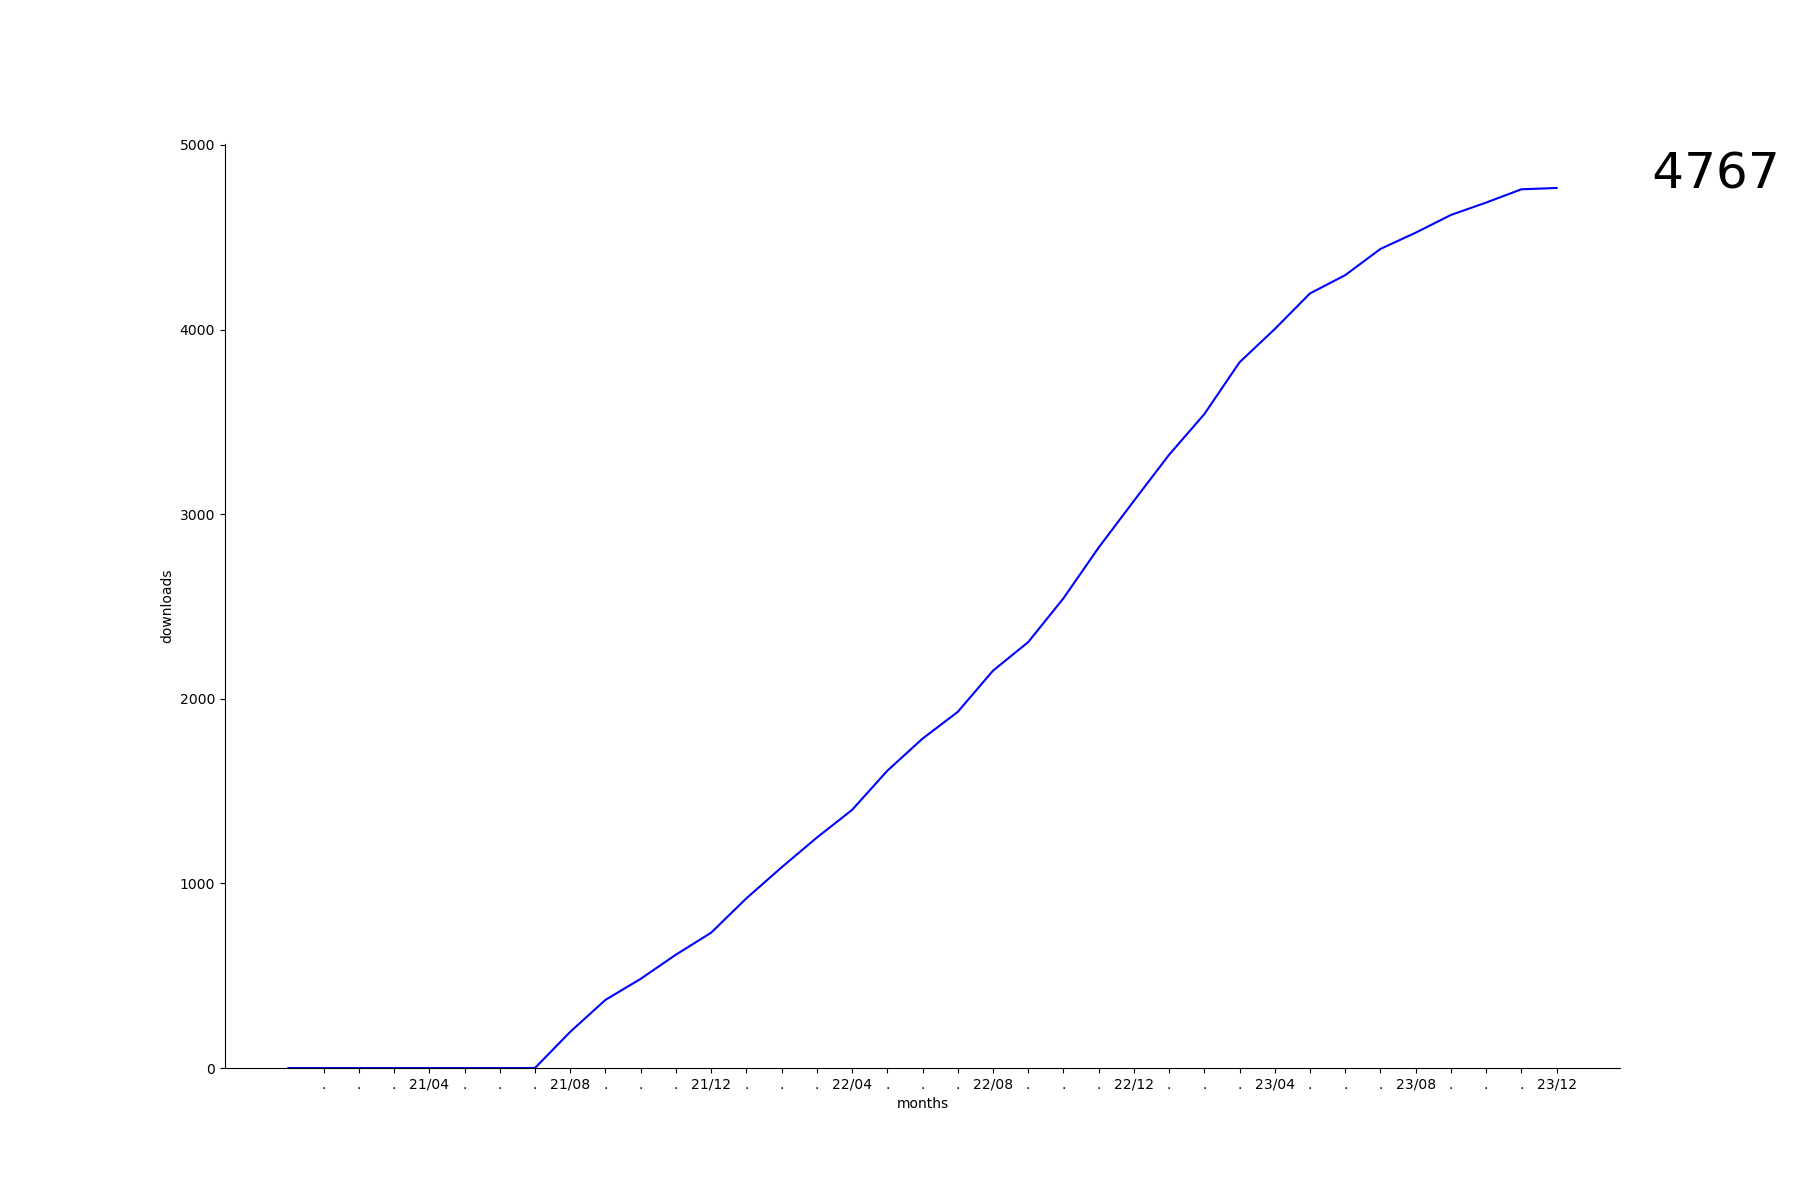 4767
5000
4000
3000
2000
1000
0
downloads
. . . 21/04 . . . 21/08 . . . 21/12 . . . 22/04 . . . 22/08 . . . 22/12 . . . 23/04 . . . 23/08 . . . 23/12
months